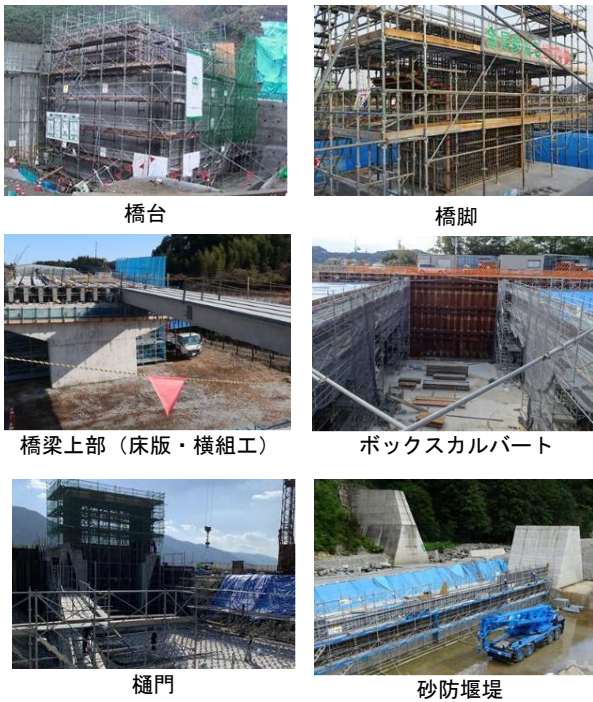 橋台
橋脚
橋梁上部（床版・横組工）
ボックスカルバート
樋門
砂防堰堤